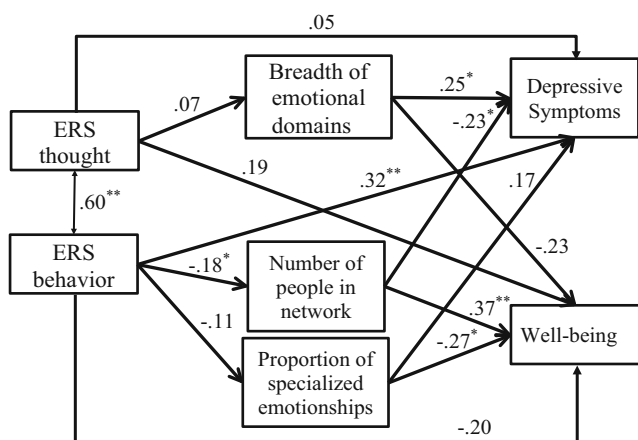 .05
Breadth of
emotional
domains
Depressive
Symptoms
.25*
-.23*
.07
ERS
thought
.19
.17
.32**
.60**
ERS
behavior
-.23
-.18*
Number of
people in
network
.37**
-.27*
Well-being
-.11
Proportion of
specialized
emotionships
-.20